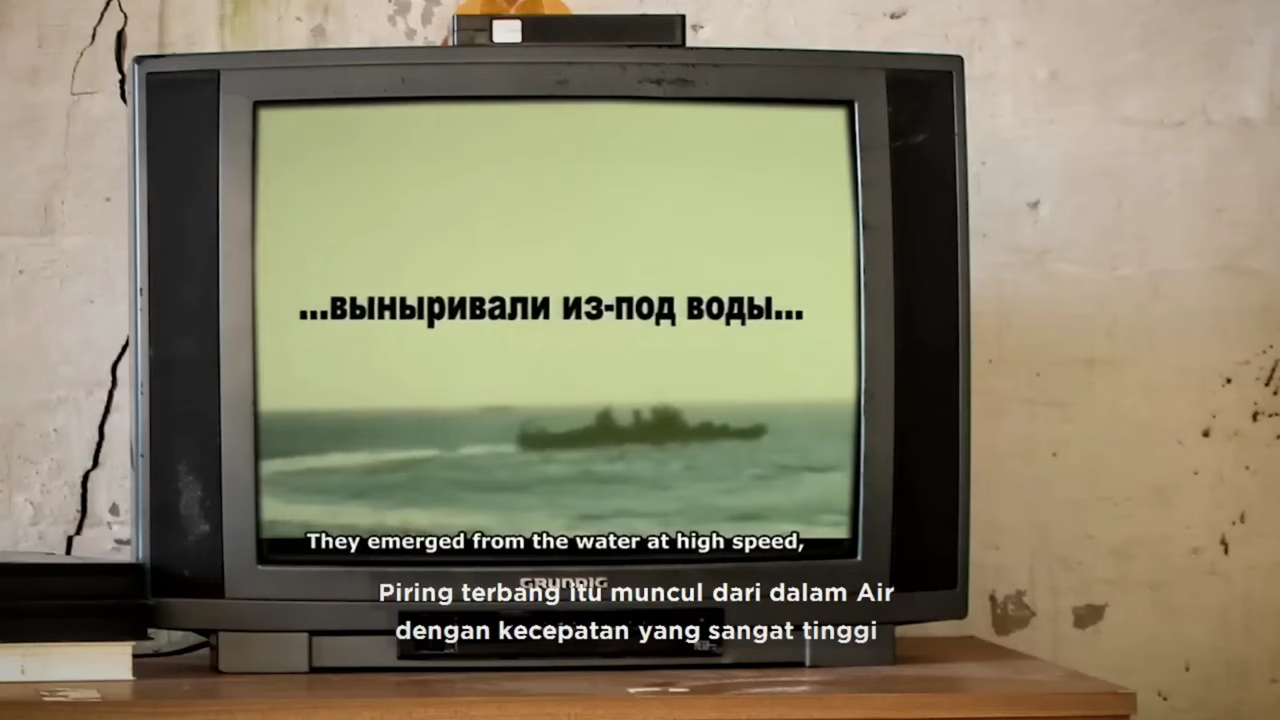 ...выныривали из-под воды...
They emerged from the water at high speed,
GRUNDIG
Piring terbang itu muncul dari dalam Air
dengan kecepatan yang sangat tinggi